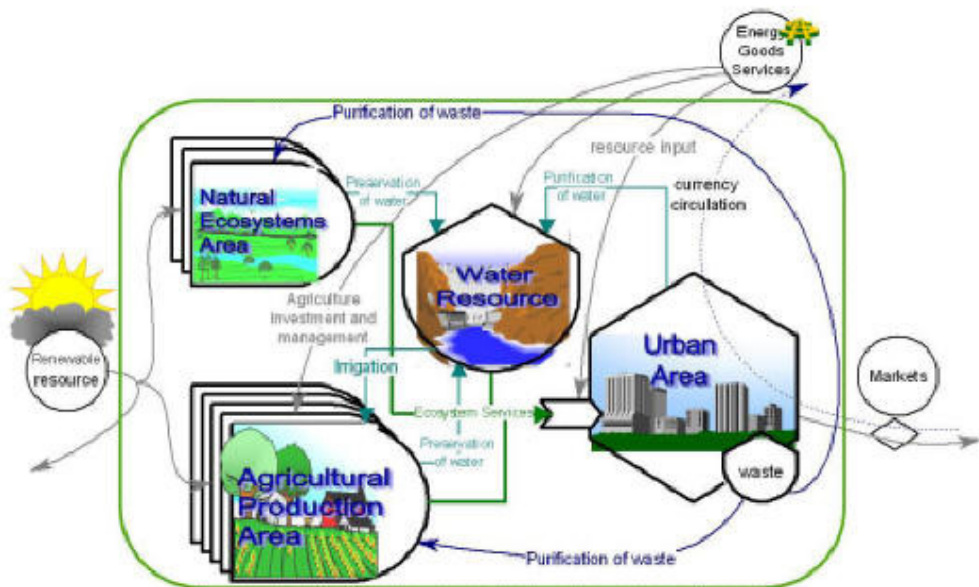 Energy
Goods
Services
Purification of waste
resource input
Preservation
of water
Purification
of water
currency
circulation
Natural
Ecosystems
Area
Water
Resource
Agriculture
investment and
management
Renewable
resource
Irrigation
Urban
Area
Markets
Ecosystem Services
Preservation
of water
waste
Agricultural
Production
Area
Purification of waste